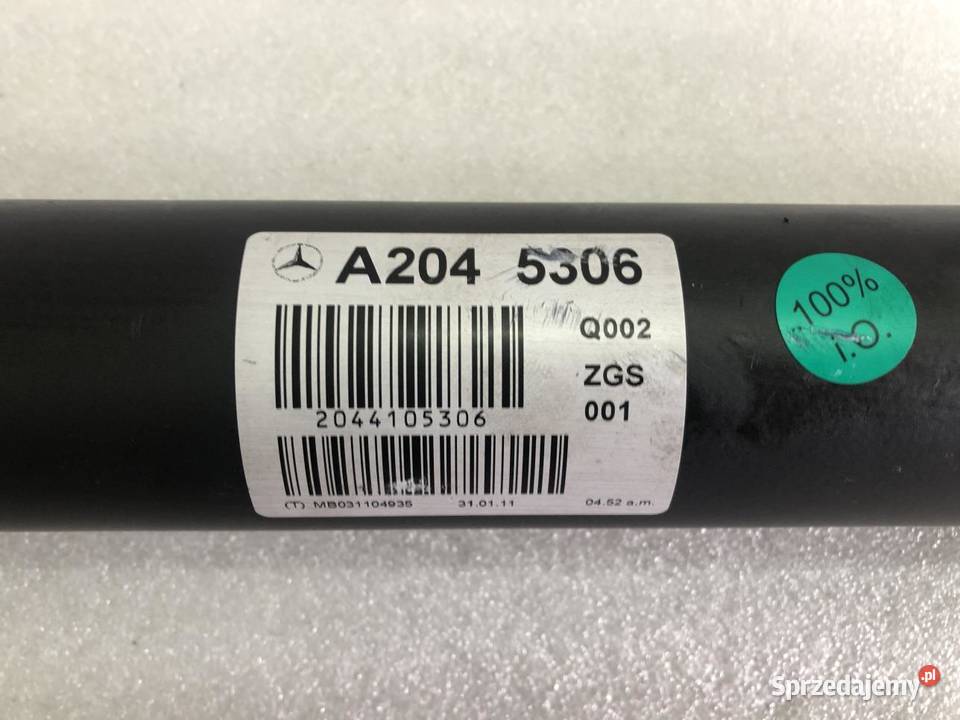 A204 5306
Q002
ZGS
001
2044105306
(T) MB031104935 31.01.11 04.52 a.m.
100%
i.O.
Sprzedajemy.pl